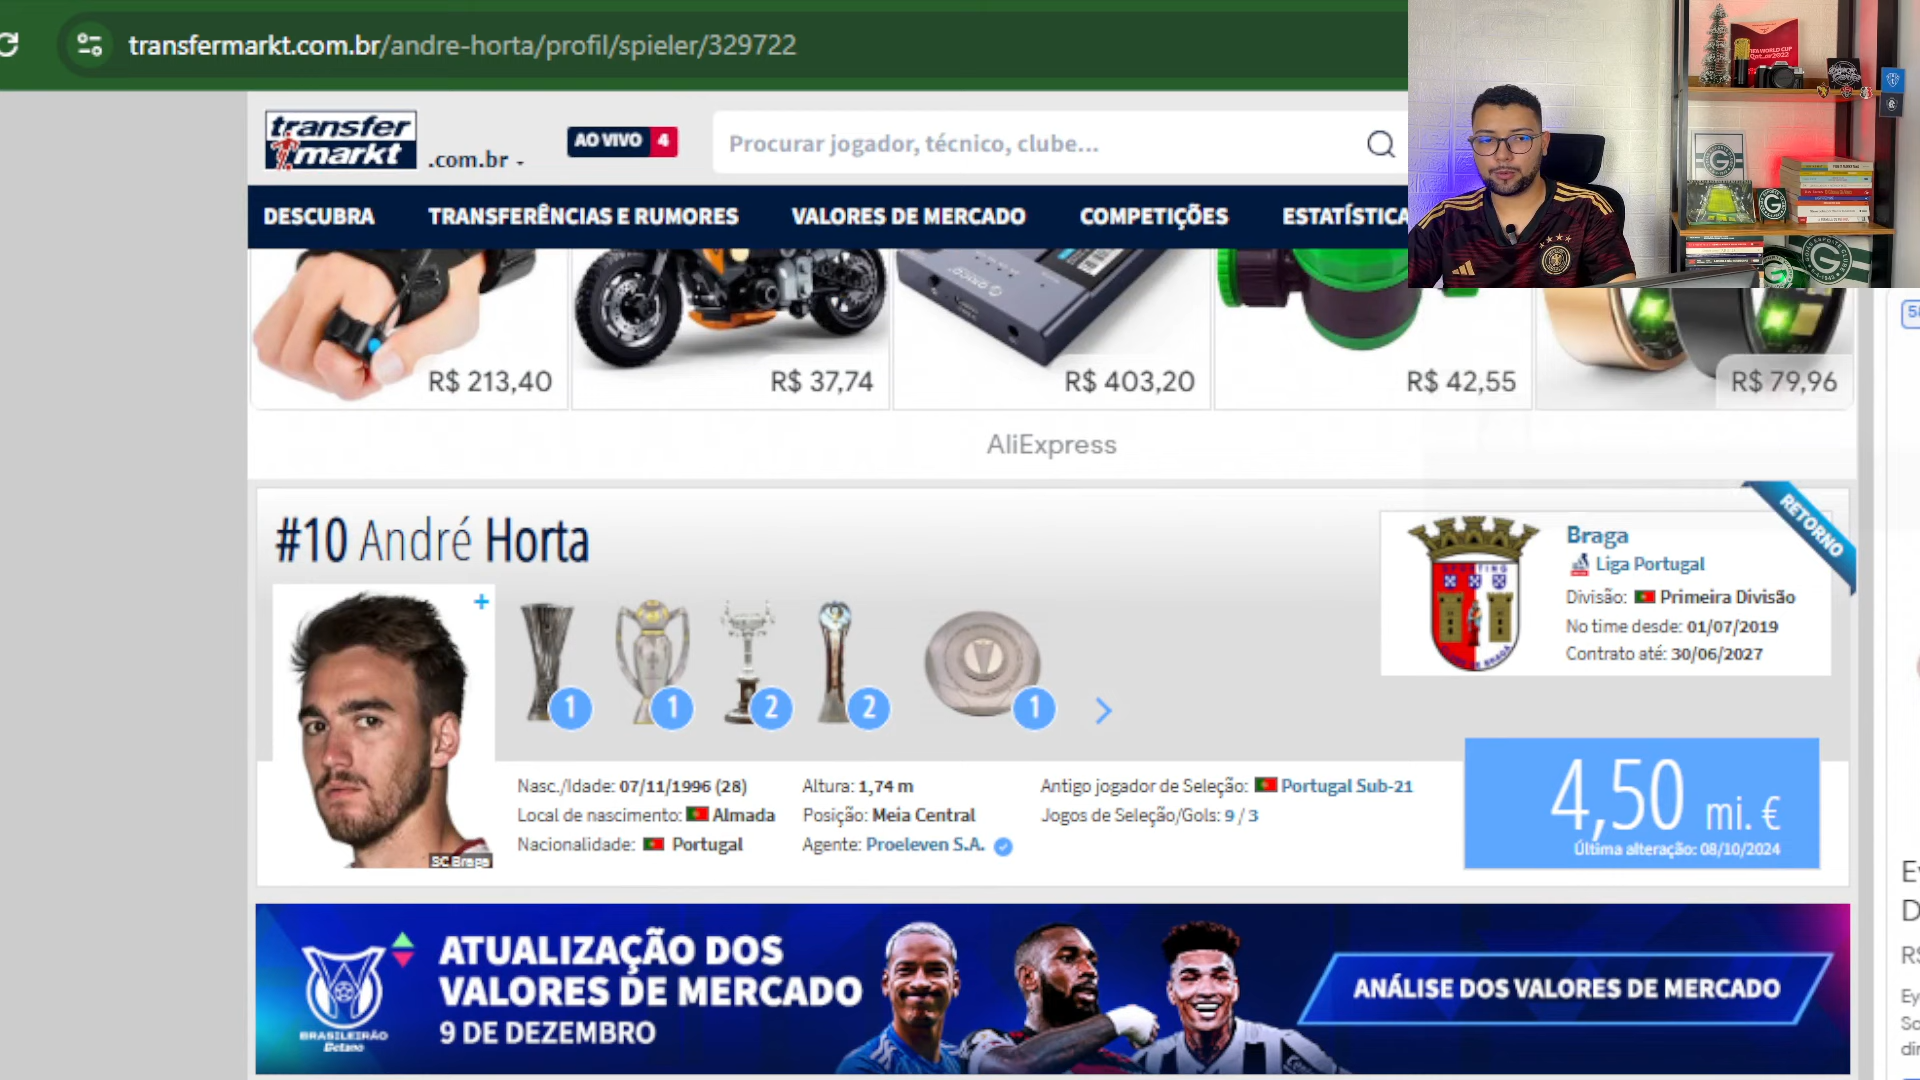 transfermarkt.com.br/andre-horta/profil/spieler/329722
transfer
markt
.com.br
AO VIVO 4
Procurar jogador, técnico, clube...
DESCUBRA TRANSFERÊNCIAS E RUMORES VALORES DE MERCADO COMPETIÇÕES ESTATÍSTICA
R$ 213,40
R$ 37,74
R$ 403,20
R$ 42,55
R$ 79,96
AliExpress
#10 André Horta
RETORNO
Braga
Liga Portugal
Divisão: Primeira Divisão
No time desde: 01/07/2019
Contrato até: 30/06/2027
1
1
2
2
1
SC Braga
Nasc./Idade: 07/11/1996 (28)
Local de nascimento: Almada
Nacionalidade: Portugal
Altura: 1,74 m
Posição: Meia Central
Agente: Proeleven S.A.
Antigo jogador de Seleção: Portugal Sub-21
Jogos de Seleção/Gols: 9 / 3
4,50 mi. €
Última alteração: 08/10/2024
BRASILEIRÃO
Betano
ATUALIZAÇÃO DOS
VALORES DE MERCADO
9 DE DEZEMBRO
ANÁLISE DOS VALORES DE MERCADO